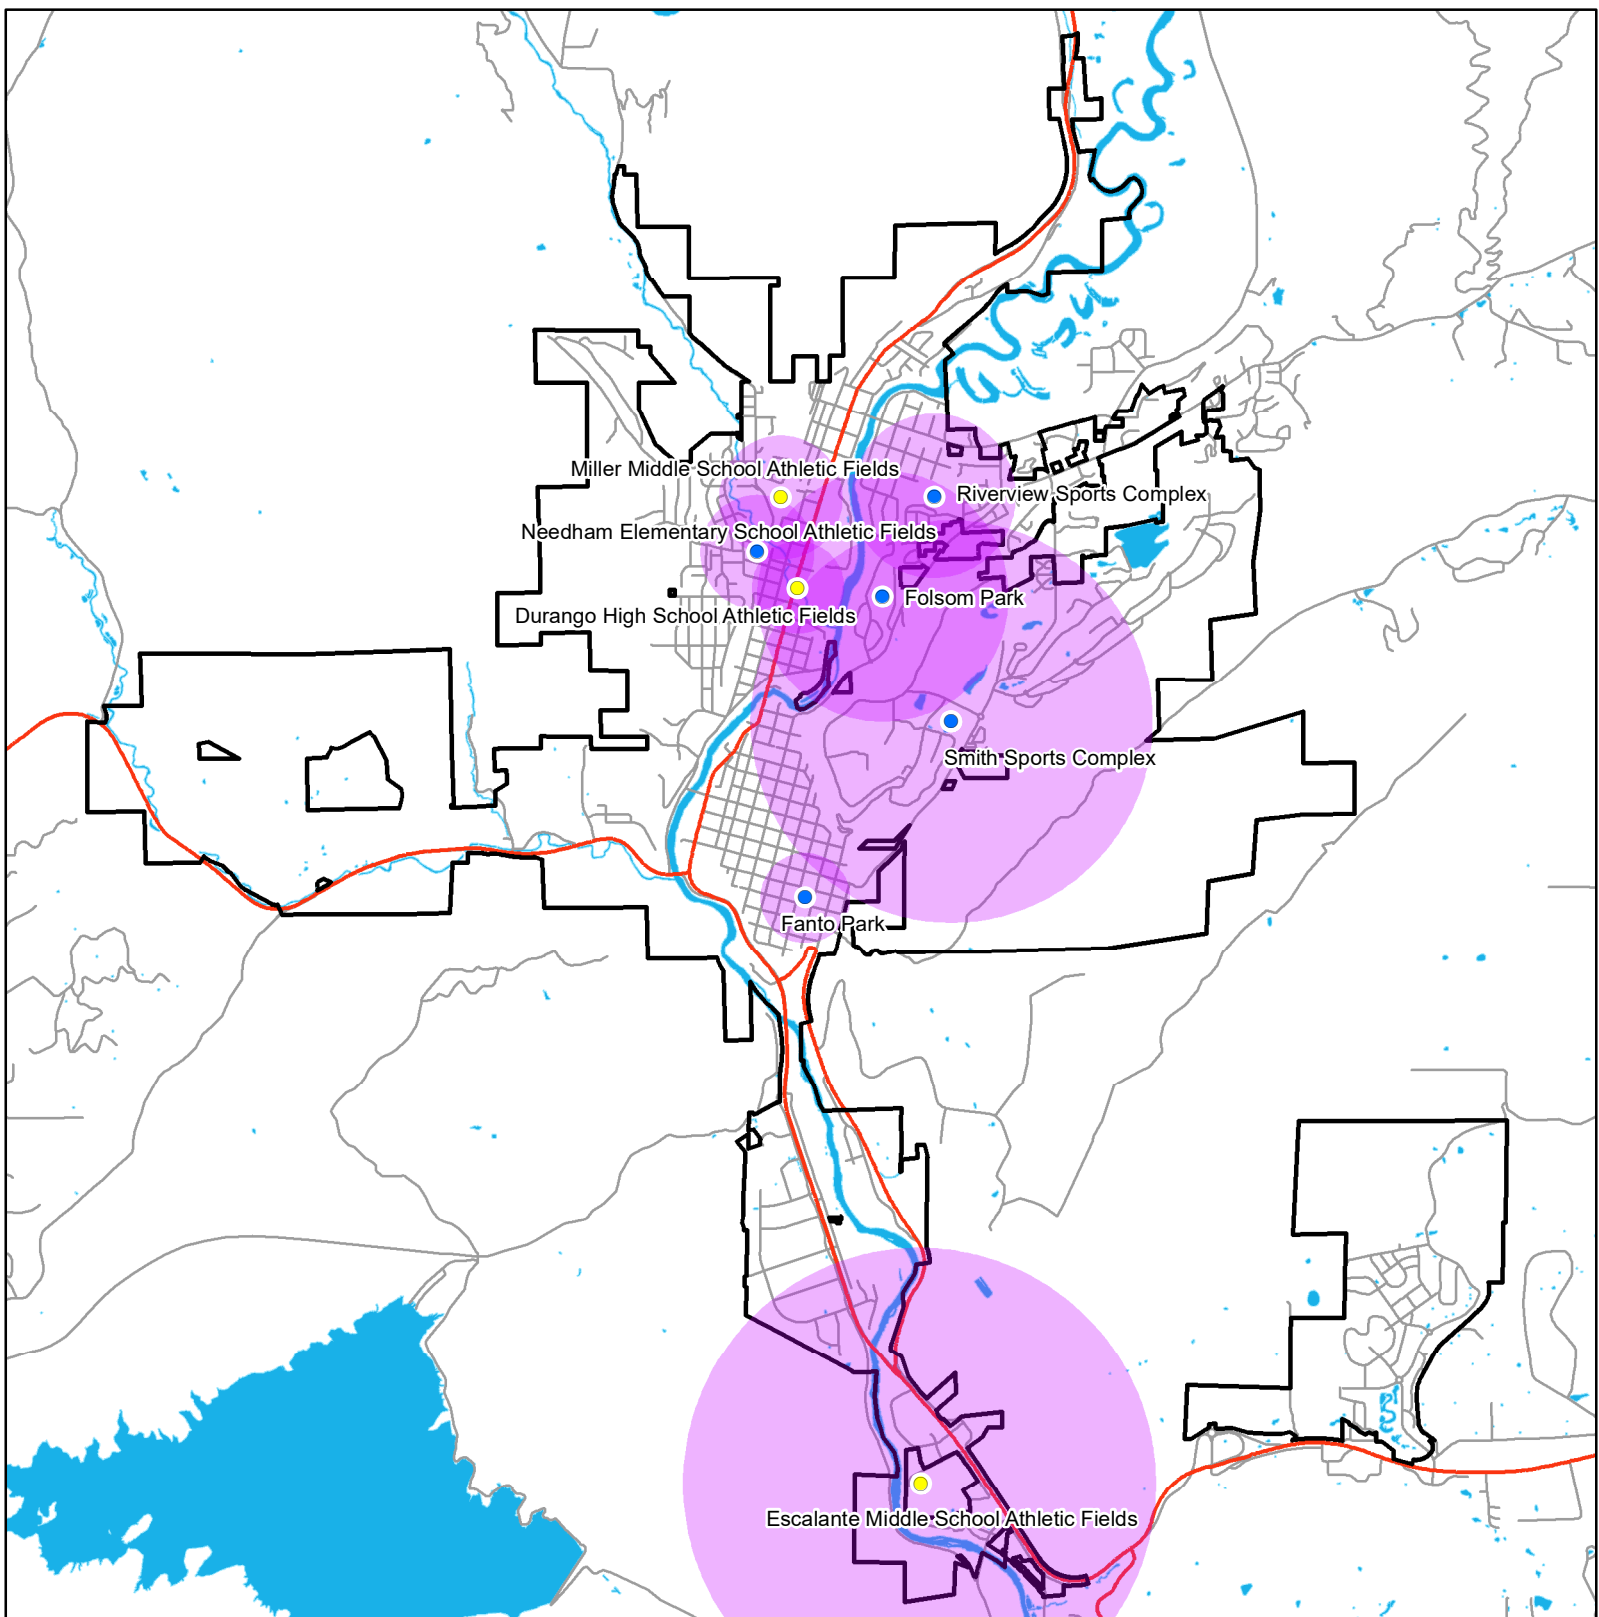 Miller Middle School Athletic Fields
Riverview Sports Complex
Needham Elementary School Athletic Fields
Folsom Park
Durango High School Athletic Fields
Smith Sports Complex
Fanto Park
Escalante Middle School Athletic Fields